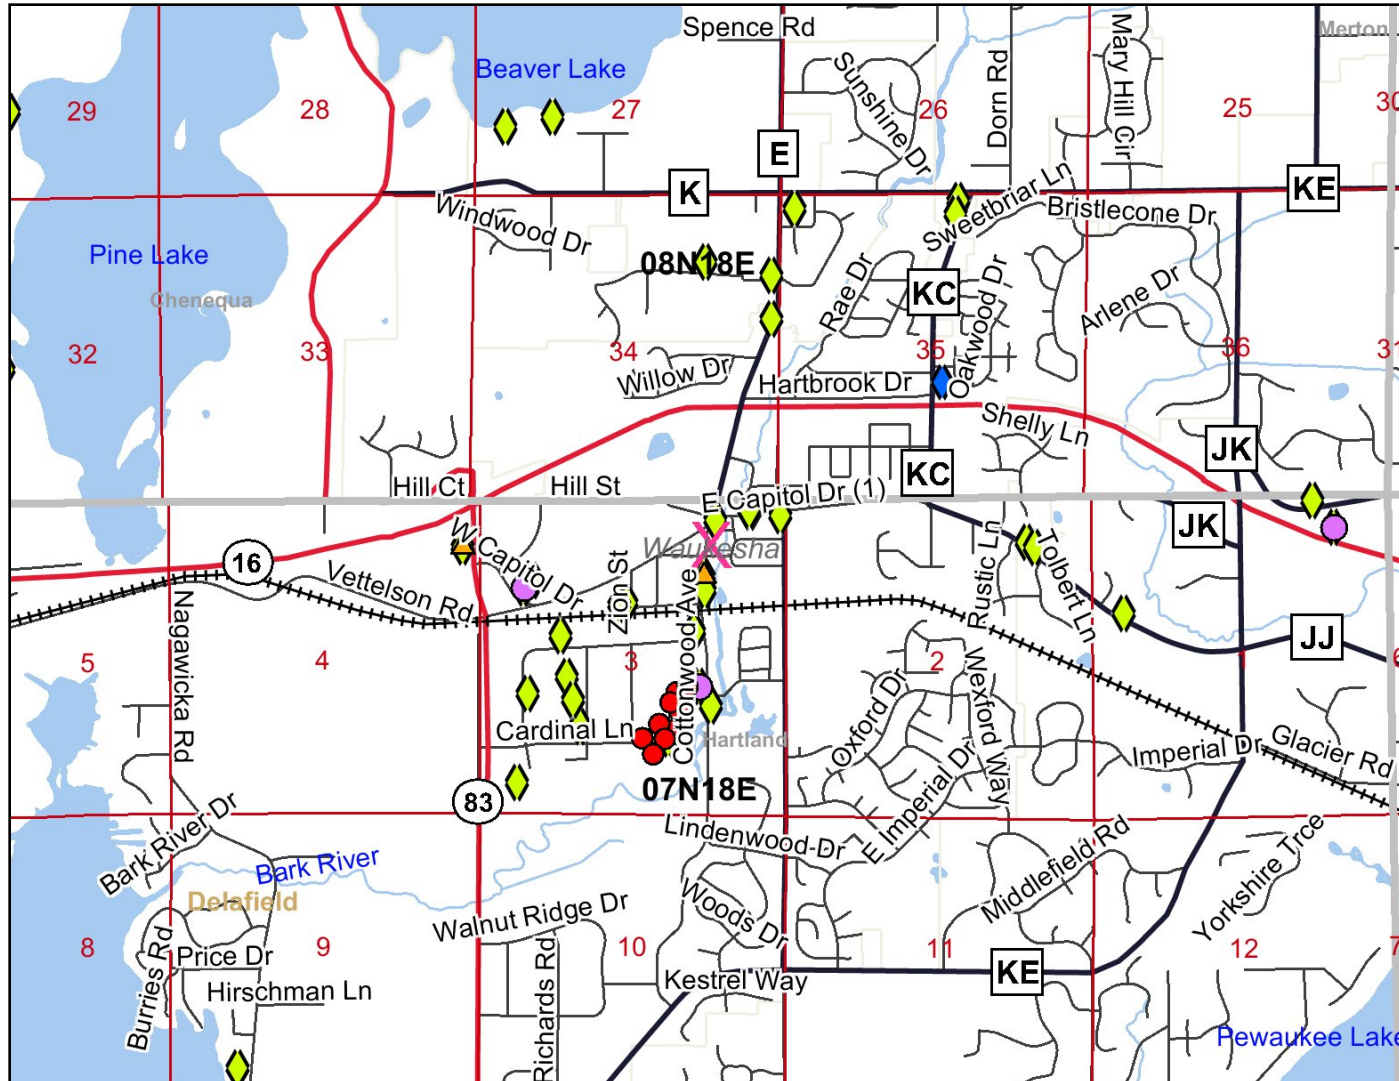 Spence Rd
Merton
Beaver Lake
Sunshine Dr
Dorn Rd
Mary Hill Cir
29
28
27
26
25
30
E
K
KE
Windwood Dr
Sweetbriar Ln
Bristlecone Dr
Pine Lake
08N18E
Chenequa
Rae Dr
KC
Oakwood Dr
Arlene Dr
32
33
34
35
36
31
Willow Dr
Hartbrook Dr
Shelly Ln
JK
KC
Hill Ct
Hill St
E Capitol Dr (1)
JK
W Capitol Dr
Waukesha
16
Vettelson Rd
Zion St
Rustic Ln
Tolbert Ln
Nagawicka Rd
Cottonwood Ave
JJ
5
4
3
2
1
6
Oxford Dr
Wexford Way
Cardinal Ln
Hartland
Imperial Dr
Glacier Rd
83
07N18E
E Imperial Dr
Bark River Dr
Lindenwood Dr
Middlefield Rd
Yorkshire Trce
Bark River
Delafield
Walnut Ridge Dr
Woods Dr
8
Burries Rd
Price Dr
9
10
11
12
7
Richards Rd
Kestrel Way
KE
Hirschman Ln
Pewaukee Lake